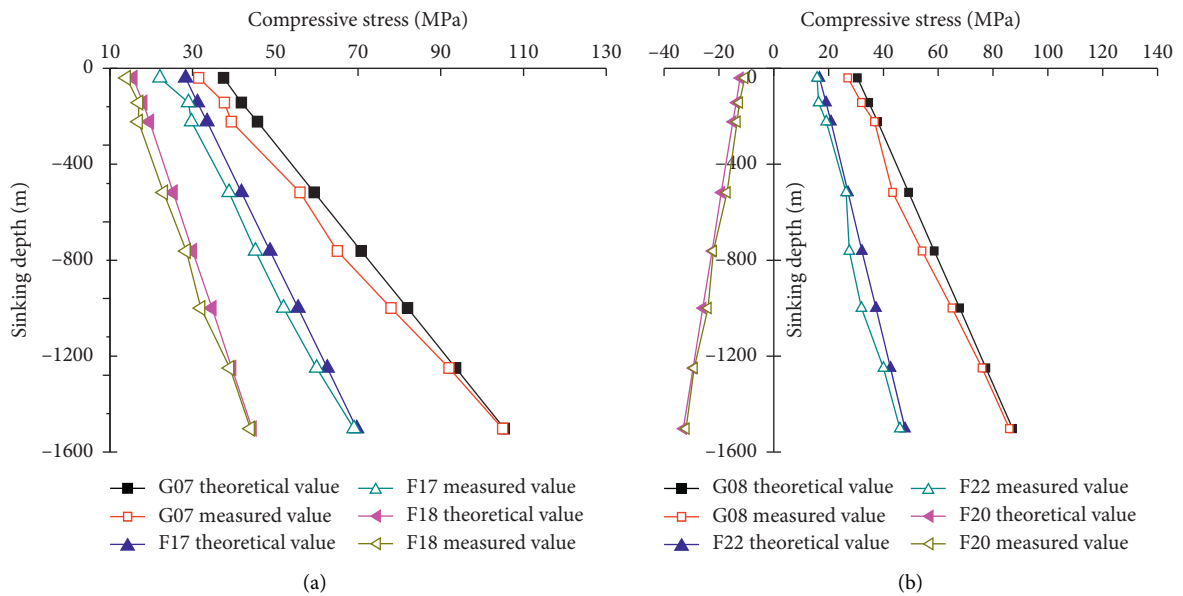 Compressive stress (MPa)
10 30 50 70 90 110 130
0
−400
−800
−1200
−1600
Sinking depth (m)
G07 theoretical value
G07 measured value
F17 theoretical value
F17 measured value
F18 theoretical value
F18 measured value
(a)
Compressive stress (MPa)
−40 −20 0 20 40 60 80 100 120 140
0
−400
−800
−1200
−1600
Sinking depth (m)
G08 theoretical value
G08 measured value
F22 theoretical value
F22 measured value
F20 theoretical value
F20 measured value
(b)